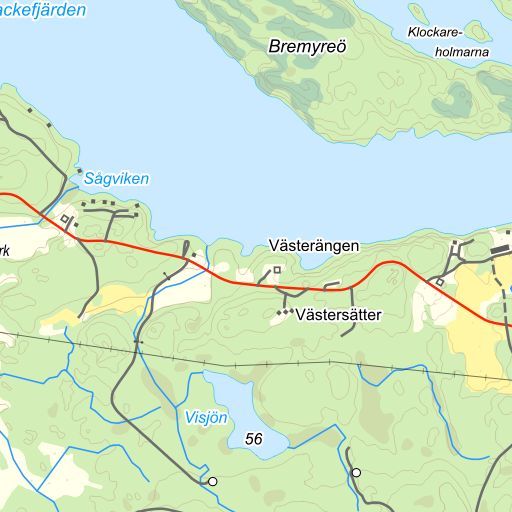 ackefjärden
Klockare-
holmarna
Bremyreö
Sågviken
Västerängen
rk
Västersätter
Visjön
56